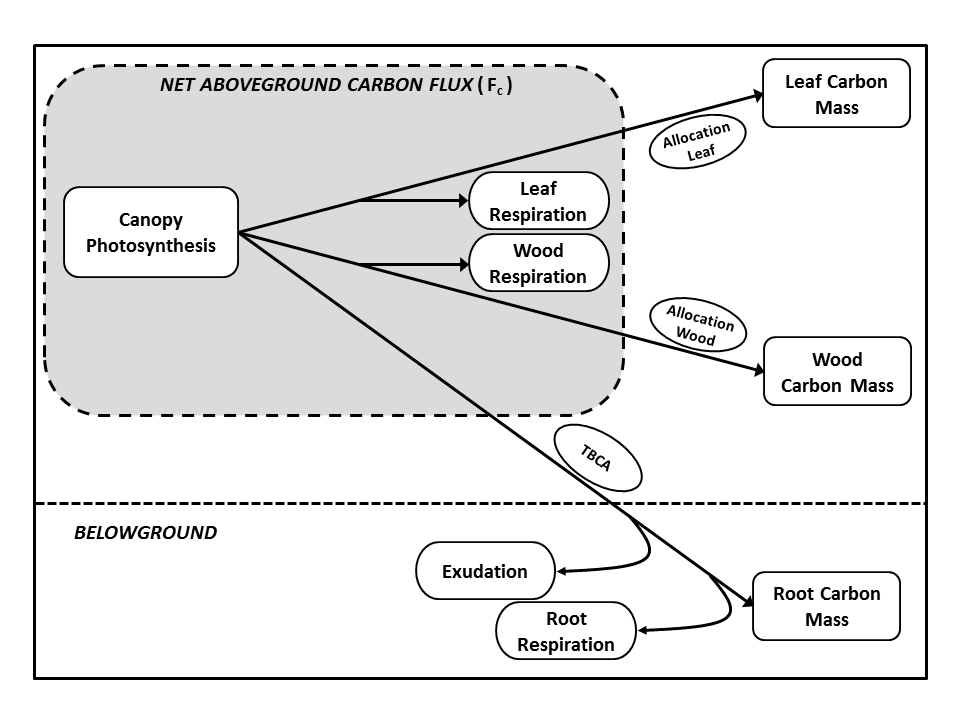 NET ABOVEGROUND CARBON FLUX ( Fc )
Leaf Carbon
Mass
Allocation
Leaf
Canopy
Photosynthesis
Leaf
Respiration
Wood
Respiration
Allocation
Wood
Wood
Carbon Mass
TBCA
BELOWGROUND
Exudation
Root Carbon
Mass
Root
Respiration